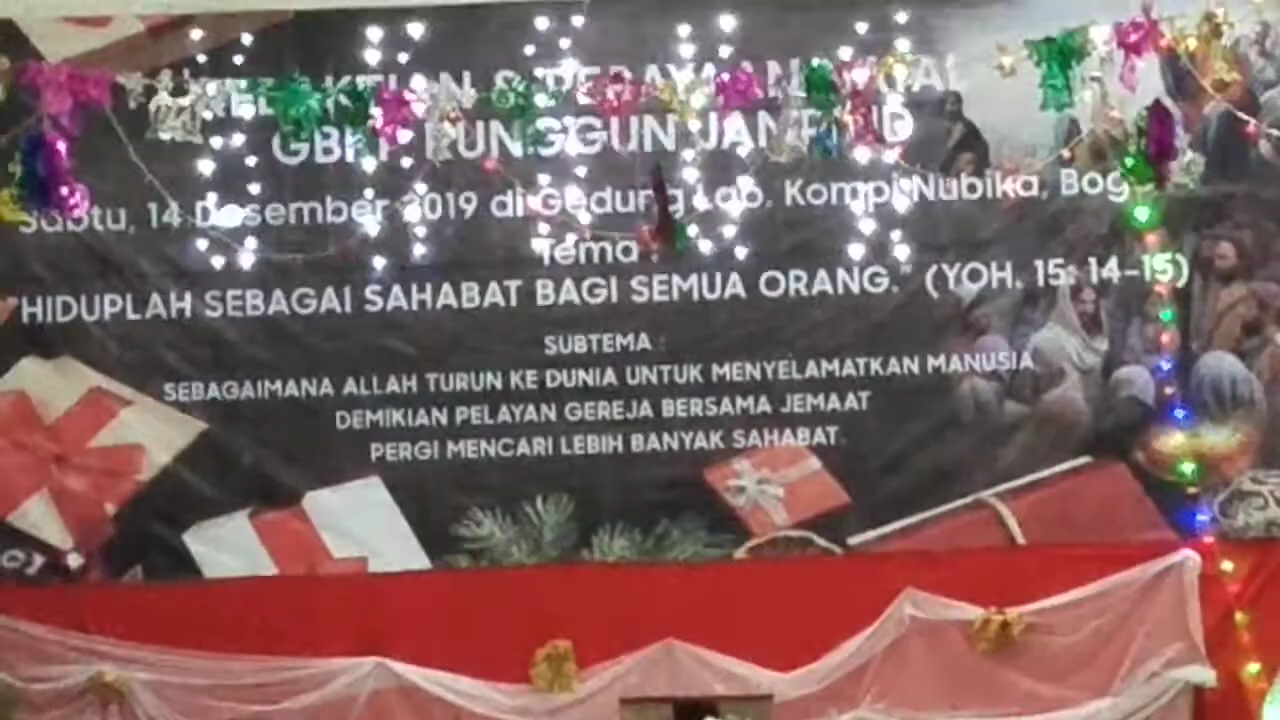 & PERAYAAN
GBKP RUNGGUN
Sabtu, 14 Desember 2019 di Gedung Lab. Kompi Nubika, Bog
Tema :
"HIDUPLAH SEBAGAI SAHABAT BAGI SEMUA ORANG." (YOH. 15: 14-15)
SUBTEMA :
SEBAGAIMANA ALLAH TURUN KE DUNIA UNTUK MENYELAMATKAN MANUSIA
DEMIKIAN PELAYAN GEREJA BERSAMA JEMAAT
PERGI MENCARI LEBIH BANYAK SAHABAT.